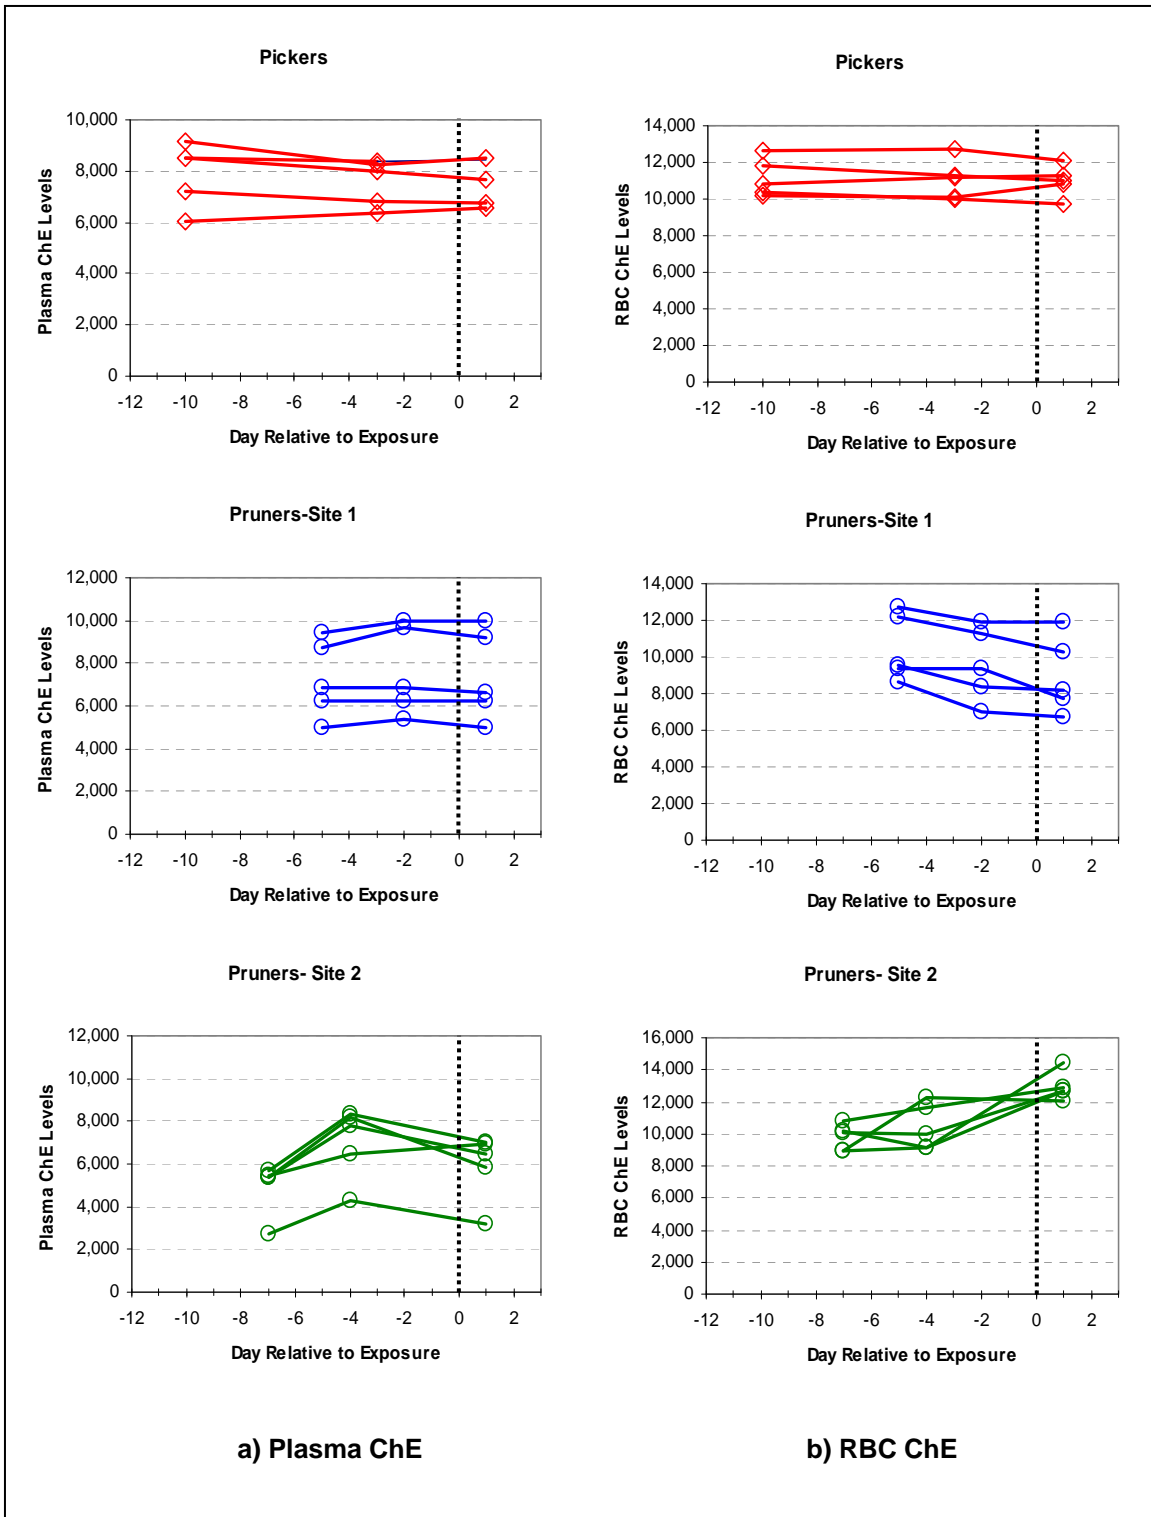 Pickers
Plasma ChE Levels
10,000
8,000
6,000
4,000
2,000
0
-12 -10 -8 -6 -4 -2 0 2
Day Relative to Exposure
Pickers
RBC ChE Levels
14,000
12,000
10,000
8,000
6,000
4,000
2,000
0
-12 -10 -8 -6 -4 -2 0 2
Day Relative to Exposure
Pruners-Site 1
Plasma ChE Levels
12,000
10,000
8,000
6,000
4,000
2,000
0
-12 -10 -8 -6 -4 -2 0 2
Day Relative to Exposure
Pruners-Site 1
RBC ChE Levels
14,000
12,000
10,000
8,000
6,000
4,000
2,000
0
-12 -10 -8 -6 -4 -2 0 2
Day Relative to Exposure
Pruners- Site 2
Plasma ChE Levels
12,000
10,000
8,000
6,000
4,000
2,000
0
-12 -10 -8 -6 -4 -2 0 2
Day Relative to Exposure
Pruners- Site 2
RBC ChE Levels
16,000
14,000
12,000
10,000
8,000
6,000
4,000
2,000
0
-12 -10 -8 -6 -4 -2 0 2
Day Relative to Exposure
a) Plasma ChE
b) RBC ChE